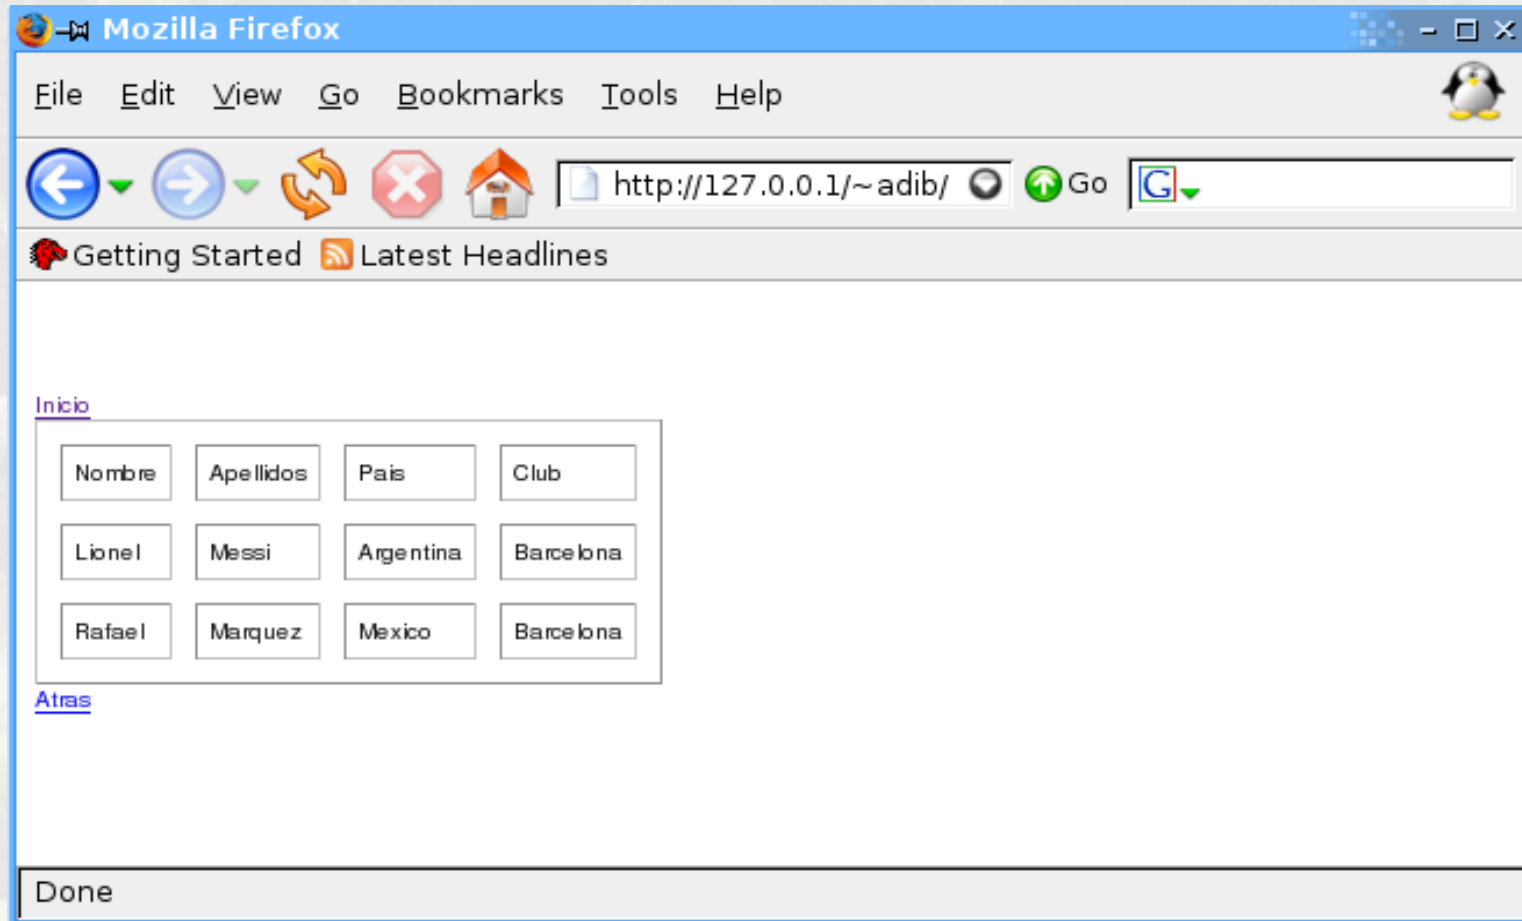 Mozilla Firefox
File Edit View Go Bookmarks Tools Help
http://127.0.0.1/~adib/ Go G
Getting Started Latest Headlines
Inicio
Nombre Apellidos Pais Club
Lionel Messi Argentina Barcelona
Rafael Marquez Mexico Barcelona
Atras
Done